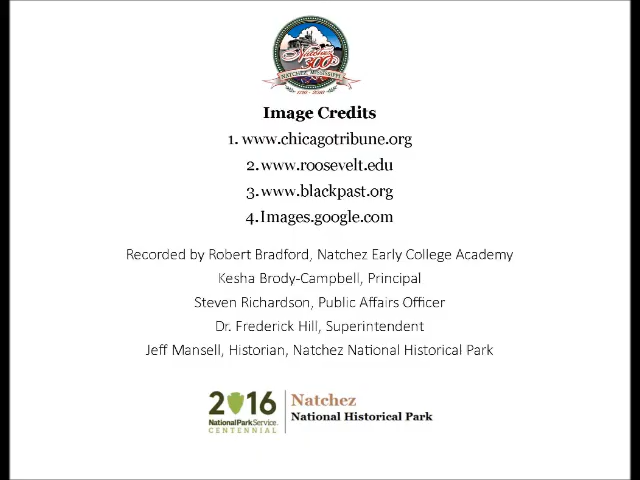 Natchez
300
NATCHEZ, MISSISSIPPI
1716 - 2016
Image Credits
1. www.chicagotribune.org
2. www.roosevelt.edu
3. www.blackpast.org
4. Images.google.com
Recorded by Robert Bradford, Natchez Early College Academy
Kesha Brody-Campbell, Principal
Steven Richardson, Public Affairs Officer
Dr. Frederick Hill, Superintendent
Jeff Mansell, Historian, Natchez National Historical Park
2016
National Park Service
CENTENNIAL
Natchez
National Historical Park